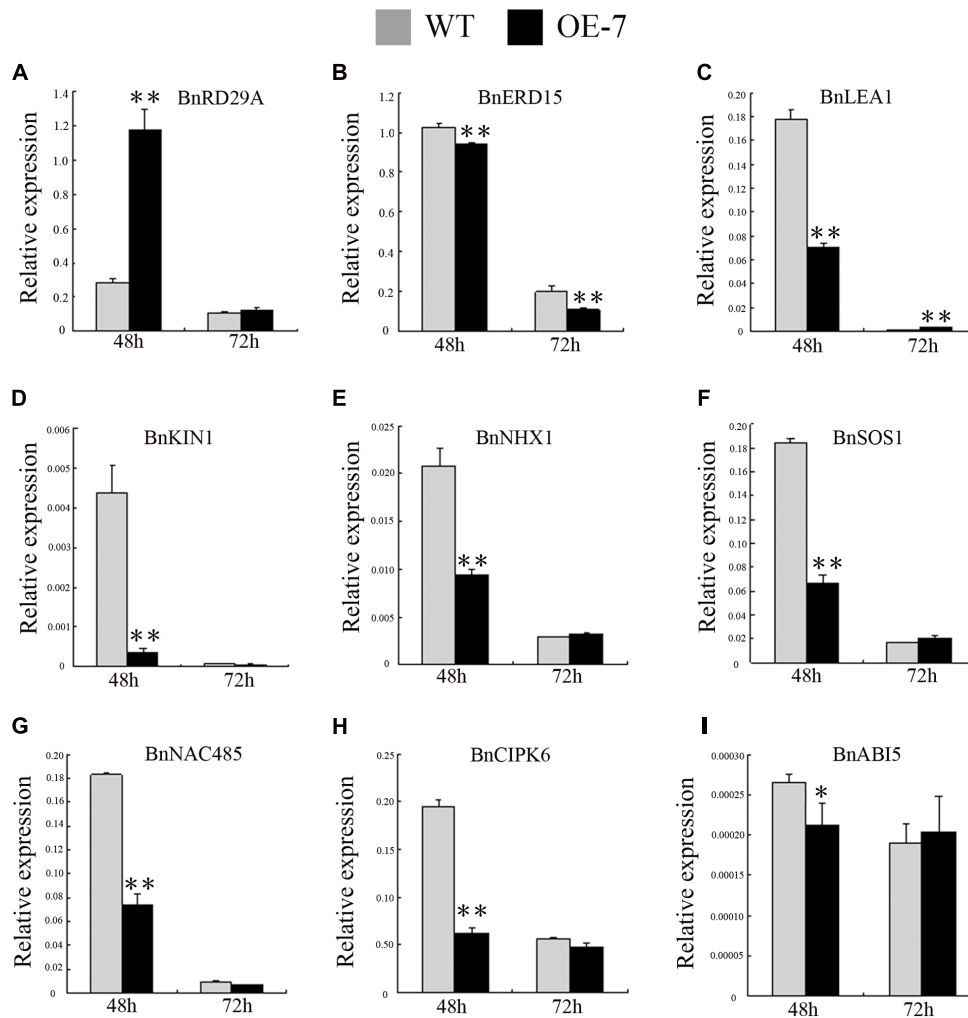 WT OE-7
A
BnRD29A
Relative expression
1.4
1.2
1.0
0.8
0.6
0.4
0.2
0
**
48h 72h
B
BnERD15
Relative expression
1.2
1.0
0.8
0.6
0.4
0.2
0
**
**
48h 72h
C
BnLEA1
Relative expression
0.20
0.18
0.16
0.14
0.12
0.10
0.08
0.06
0.04
0.02
0
**
**
48h 72h
D
BnKIN1
Relative expression
0.006
0.005
0.004
0.003
0.002
0.001
0
**
48h 72h
E
BnNHX1
Relative expression
0.025
0.020
0.015
0.010
0.005
0
**
48h 72h
F
BnSOS1
Relative expression
0.20
0.18
0.16
0.14
0.12
0.10
0.08
0.06
0.04
0.02
0
**
48h 72h
G
BnNAC485
Relative expression
0.20
0.18
0.16
0.14
0.12
0.10
0.08
0.06
0.04
0.02
0
**
48h 72h
H
BnCIPK6
Relative expression
0.25
0.20
0.15
0.10
0.50
0
**
48h 72h
I
BnABI5
Relative expression
0.00030
0.00025
0.00020
0.00015
0.00010
0.00005
0
*
48h 72h